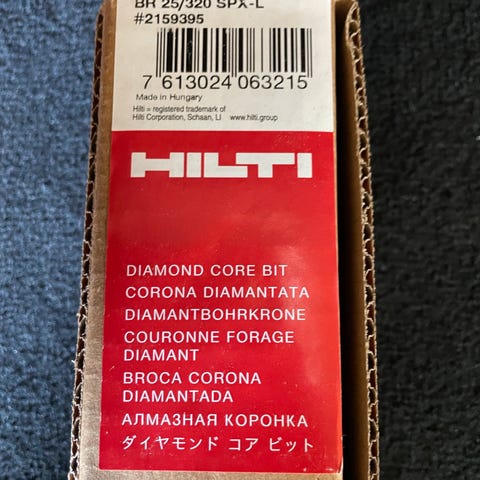 BR 25/320 SPX-L
#2159395
7 613024 063215
Made in Hungary
Hilti = registered trademark of
Hilti Corporation, Schaan, LI www.hilti.group
HILTI
DIAMOND CORE BIT
CORONA DIAMANTATA
DIAMANTBOHRKRONE
COURONNE FORAGE
DIAMANT
BROCA CORONA
DIAMANTADA
АЛМАЗНАЯ КОРОНКА
ダイヤモンド コア ビット